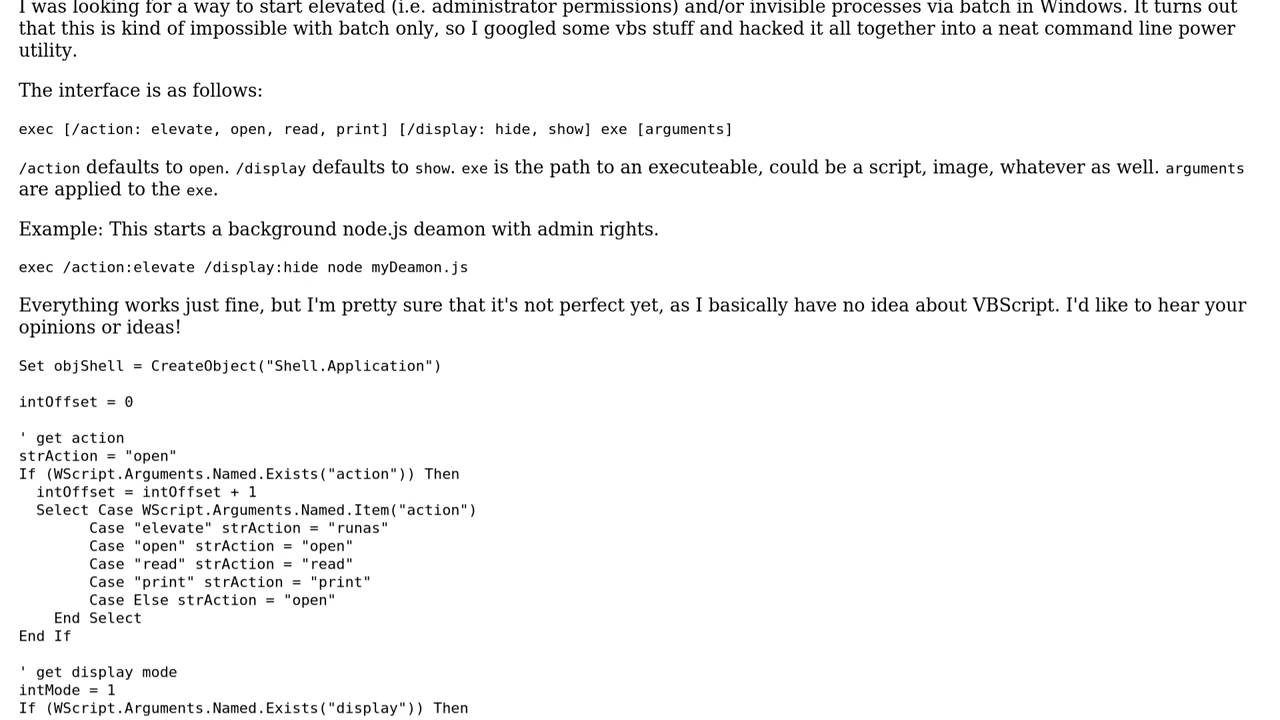 I was looking for a way to start elevated (i.e. administrator permissions) and/or invisible processes via batch in Windows. It turns out
that this is kind of impossible with batch only, so I googled some vbs stuff and hacked it all together into a neat command line power
utility.
The interface is as follows:
exec [/action: elevate, open, read, print] [/display: hide, show] exe [arguments]
/action defaults to open. /display defaults to show. exe is the path to an executeable, could be a script, image, whatever as well. arguments
are applied to the exe.
Example: This starts a background node.js deamon with admin rights.
exec /action:elevate /display:hide node myDeamon.js
Everything works just fine, but I'm pretty sure that it's not perfect yet, as I basically have no idea about VBScript. I'd like to hear your
opinions or ideas!
Set objShell = CreateObject("Shell.Application")
intOffset = 0
' get action
strAction = "open"
If (WScript.Arguments.Named.Exists("action")) Then
  intOffset = intOffset + 1
  Select Case WScript.Arguments.Named.Item("action")
        Case "elevate" strAction = "runas"
        Case "open" strAction = "open"
        Case "read" strAction = "read"
        Case "print" strAction = "print"
        Case Else strAction = "open"
    End Select
End If
' get display mode
intMode = 1
If (WScript.Arguments.Named.Exists("display")) Then